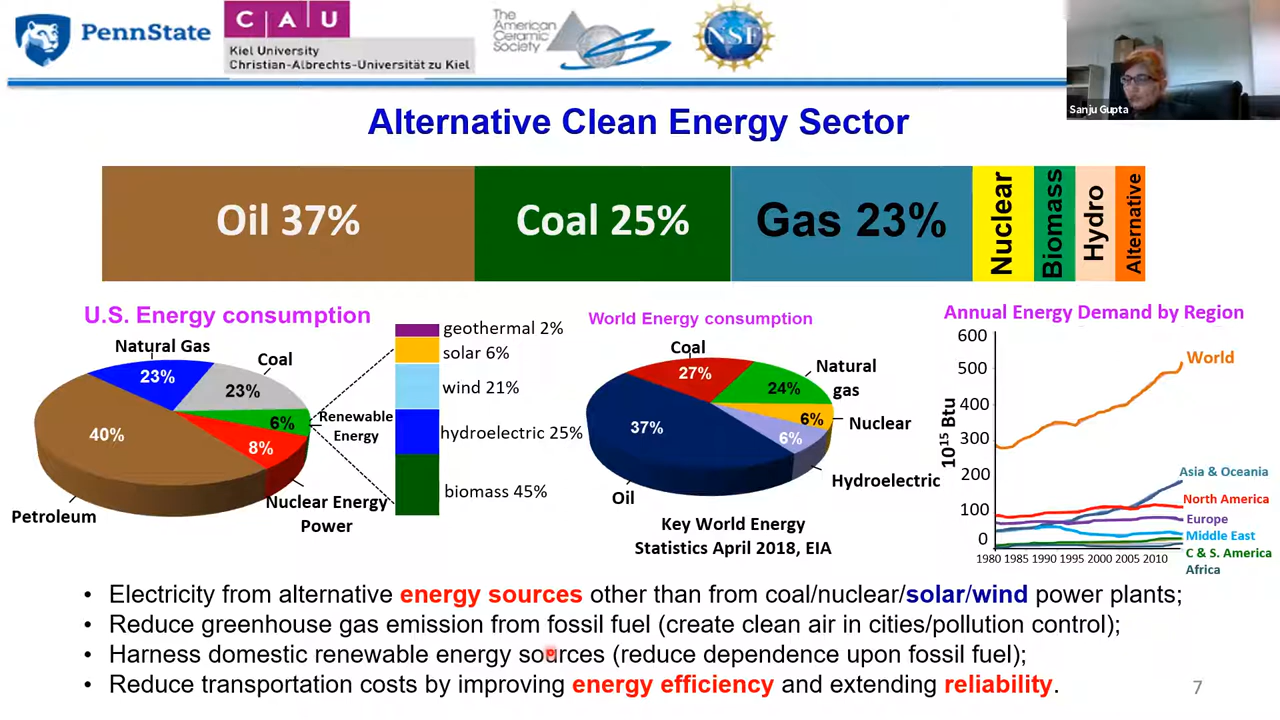 PennState
CAU
Kiel University
Christian-Albrechts-Universität zu Kiel
The
American
Ceramic
Society
NSF
Sanju Gupta
Alternative Clean Energy Sector
Oil 37%
Coal 25%
Gas 23%
Nuclear
Biomass
Hydro
Alternative
U.S. Energy consumption
Natural Gas
Coal
23%
23%
40%
6%
8%
Renewable
Energy
Petroleum
Nuclear Energy
Power
geothermal 2%
solar 6%
wind 21%
hydroelectric 25%
biomass 45%
World Energy consumption
Coal
27%
Natural
gas
24%
37%
6%
Nuclear
6%
Hydroelectric
Oil
Key World Energy
Statistics April 2018, EIA
Annual Energy Demand by Region
600
500
400
300
200
100
0
10¹⁵ Btu
World
Asia & Oceania
North America
Europe
Middle East
C & S. America
Africa
1980 1985 1990 1995 2000 2005 2010
• Electricity from alternative energy sources other than from coal/nuclear/solar/wind power plants;
• Reduce greenhouse gas emission from fossil fuel (create clean air in cities/pollution control);
• Harness domestic renewable energy sources (reduce dependence upon fossil fuel);
• Reduce transportation costs by improving energy efficiency and extending reliability.
7